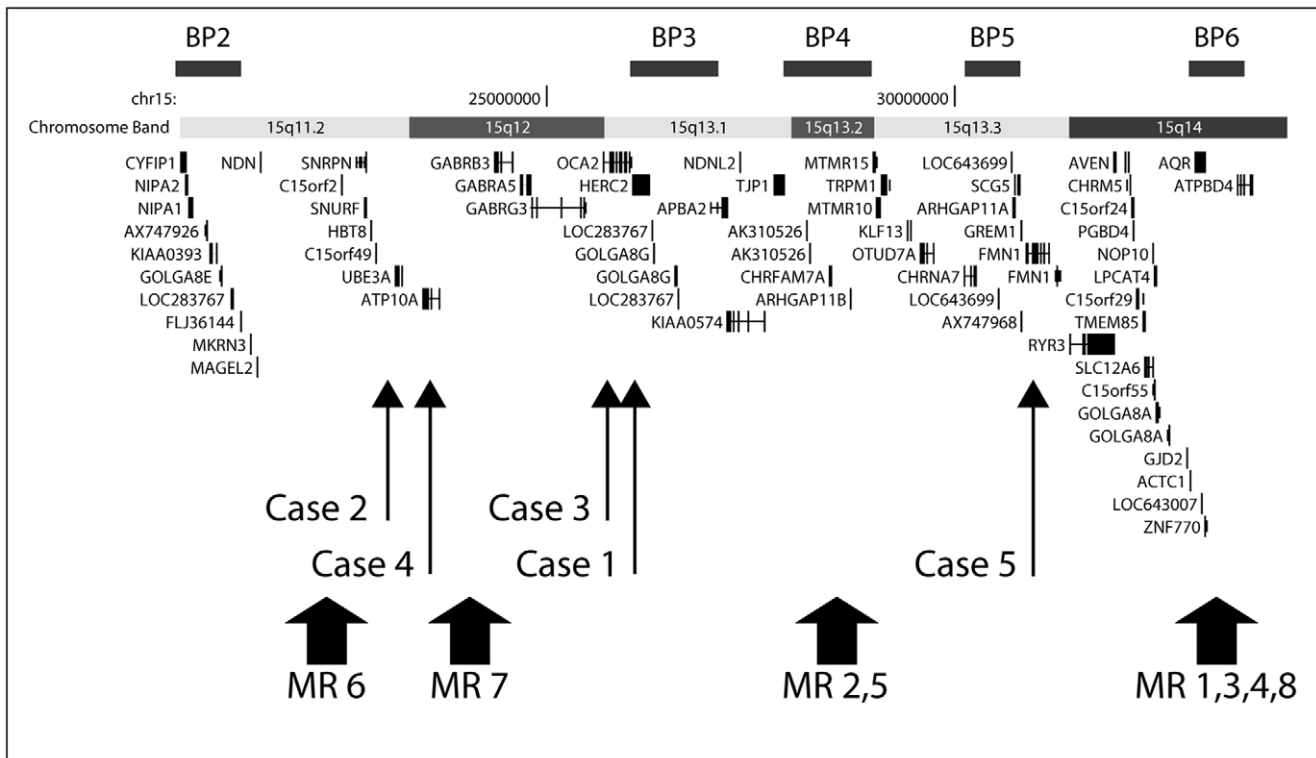 BP2 BP3 BP4 BP5 BP6
chr15: 25000000 30000000
Chromosome Band 15q11.2 15q12 15q13.1 15q13.2 15q13.3 15q14
CYFIP1 NDN SNRPN GABRB3 OCA2 NDNL2 MTMR15 LOC643699 AVEN AQR
NIPA2 C15orf2 GABRA5 HERC2 TJP1 TRPM1 SCG5 CHRM5 ATPBD4
NIPA1 SNURF GABRG3 APBA2 MTMR10 ARHGAP11A C15orf24
AX747926 HBT8 LOC283767 AK310526 KLF13 GREM1 PGBD4
KIAA0393 C15orf49 GOLGA8G AK310526 OTUD7A FMN1 NOP10
GOLGA8E UBE3A GOLGA8G CHRFAM7A CHRNA7 FMN1 LPCAT4
LOC283767 ATP10A LOC283767 ARHGAP11B LOC643699 C15orf29
FLJ36144 KIAA0574 AX747968 TMEM85
MKRN3 RYR3
MAGEL2 SLC12A6
C15orf55
GOLGA8A
GOLGA8A
GJD2
ACTC1
LOC643007
ZNF770
Case 2 Case 3
Case 4 Case 1 Case 5
MR 6 MR 7 MR 2,5 MR 1,3,4,8